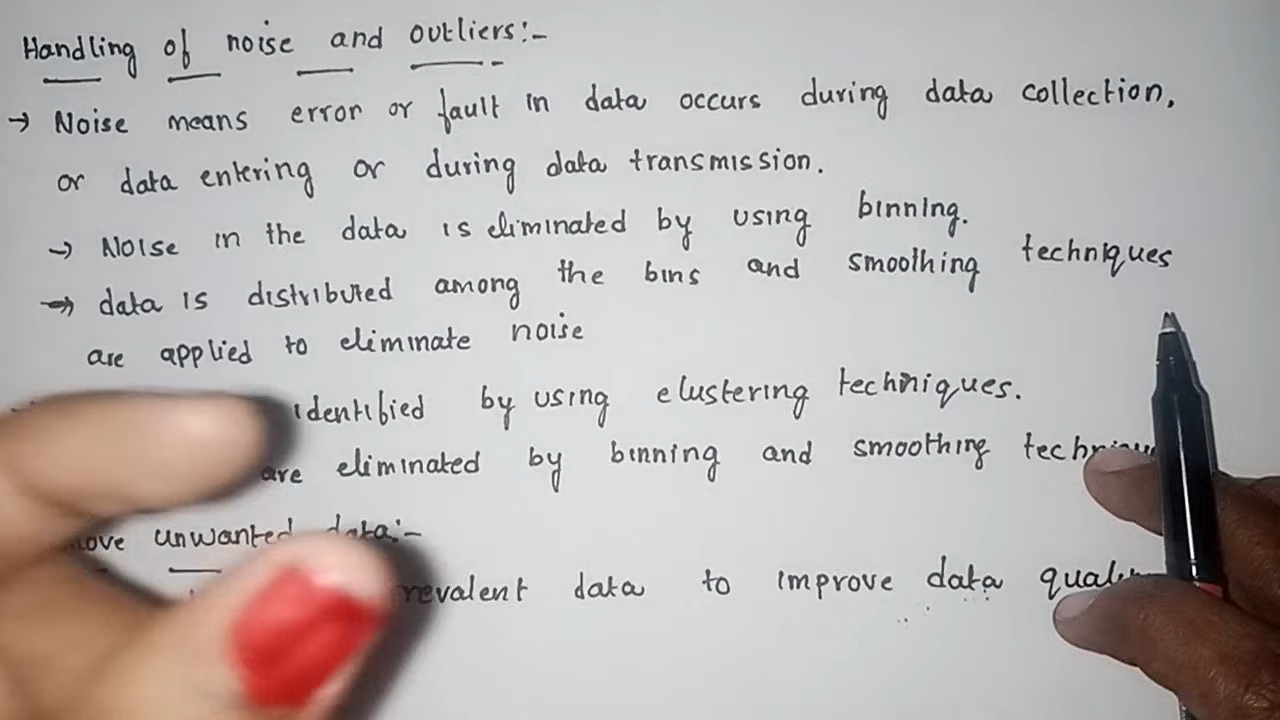 Handling of noise and outliers:-
→ Noise means error or fault in data occurs during data collection,
or data entering or during data transmission.
→ Noise in the data is eliminated by using binning.
→ data is distributed among the bins and smoothing techniques
are applied to eliminate noise
identified by using elustering techniques.
are eliminated by binning and smoothing
unwanted data:-
revalent data to improve data